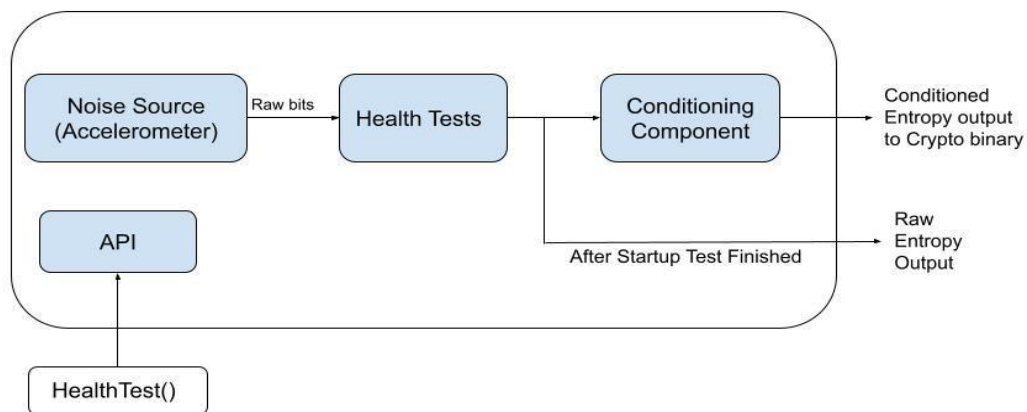 Noise Source
(Accelerometer)
Raw bits
Health Tests
Conditioning
Component
Conditioned
Entropy output
to Crypto binary
API
After Startup Test Finished
Raw
Entropy
Output
HealthTest()